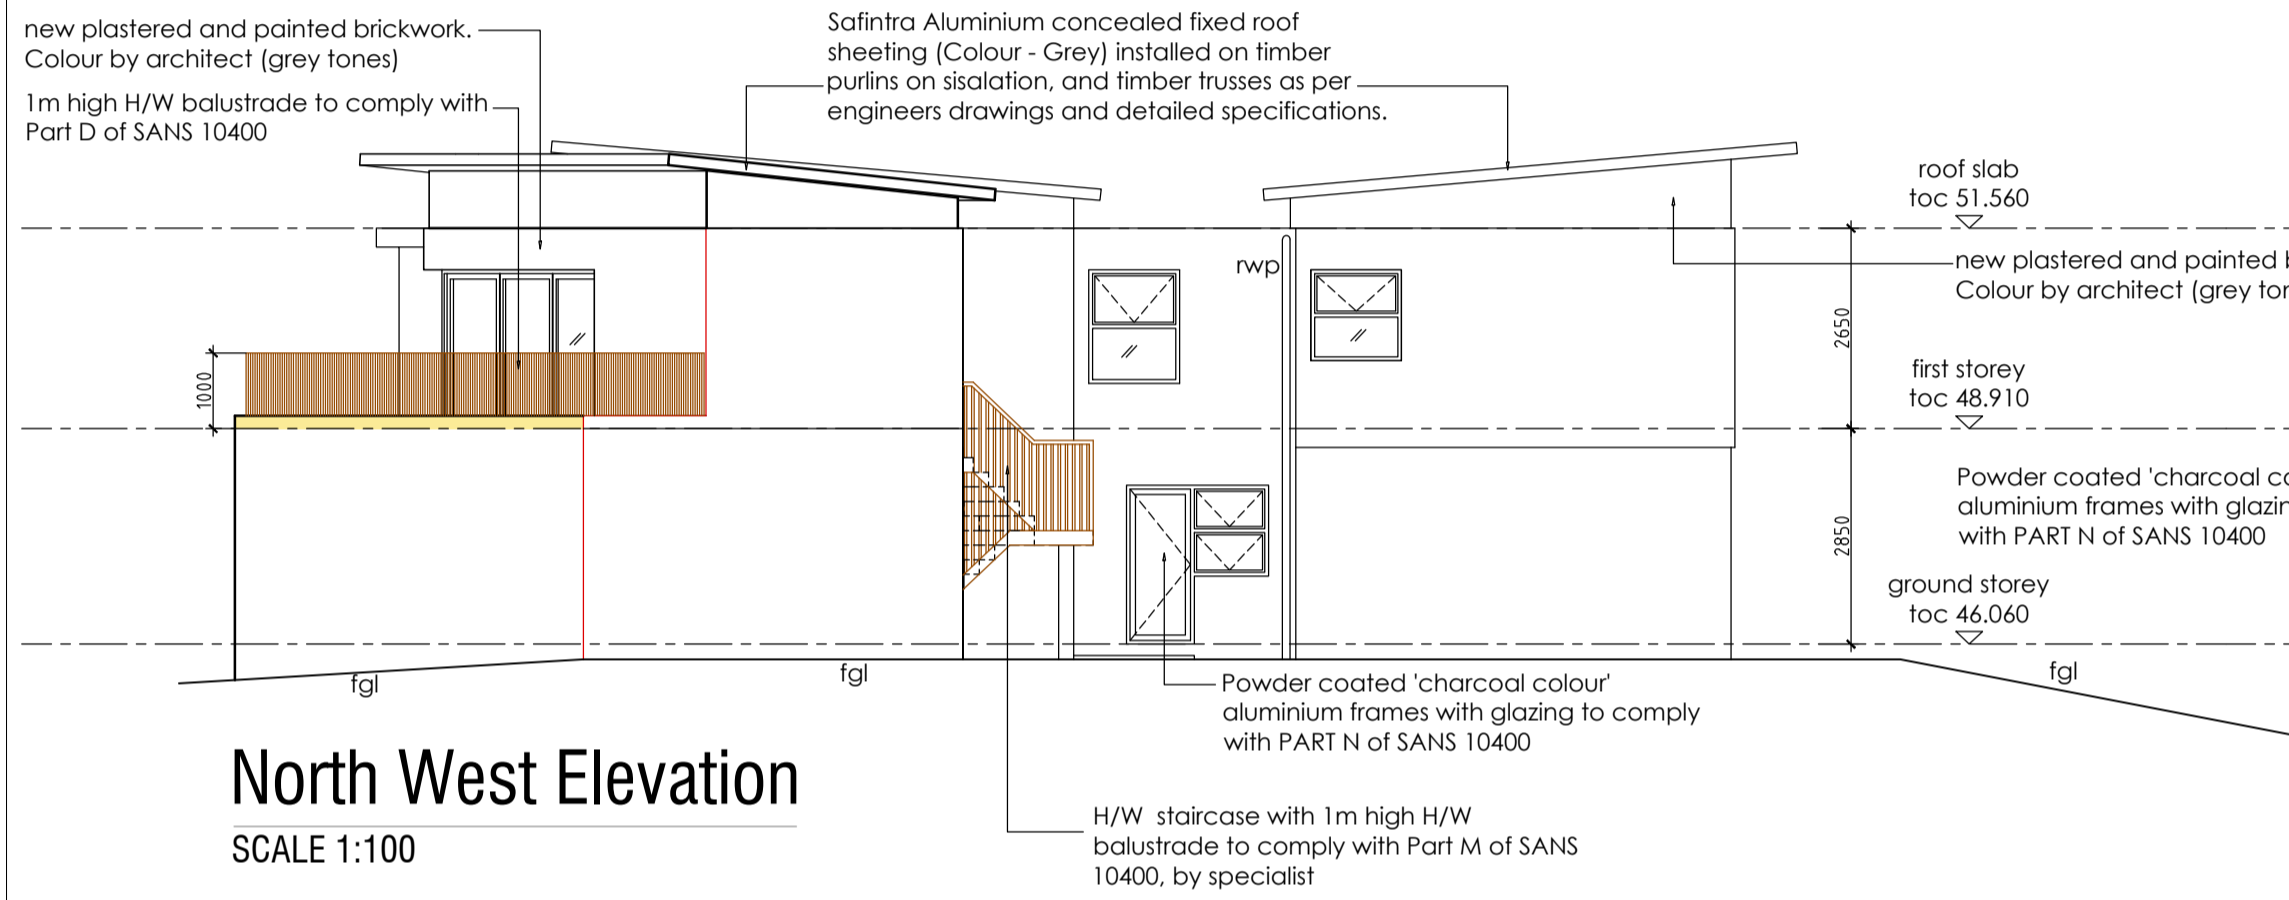 new plastered and painted brickwork.
Colour by architect (grey tones)
1m high H/W balustrade to comply with
Part D of SANS 10400
Safintra Aluminium concealed fixed roof
sheeting (Colour - Grey) installed on timber
purlins on sisalation, and timber trusses as per
engineers drawings and detailed specifications.
roof slab
toc 51.560
new plastered and painted
Colour by architect (grey
rwp
2650
1000
first storey
toc 48.910
Powder coated 'charcoal
aluminium frames with
with PART N of SANS 10400
2850
ground storey
toc 46.060
fgl
fgl
fgl
Powder coated 'charcoal colour'
aluminium frames with glazing to comply
with PART N of SANS 10400
North West Elevation
SCALE 1:100
H/W staircase with 1m high H/W
balustrade to comply with Part M of SANS
10400, by specialist